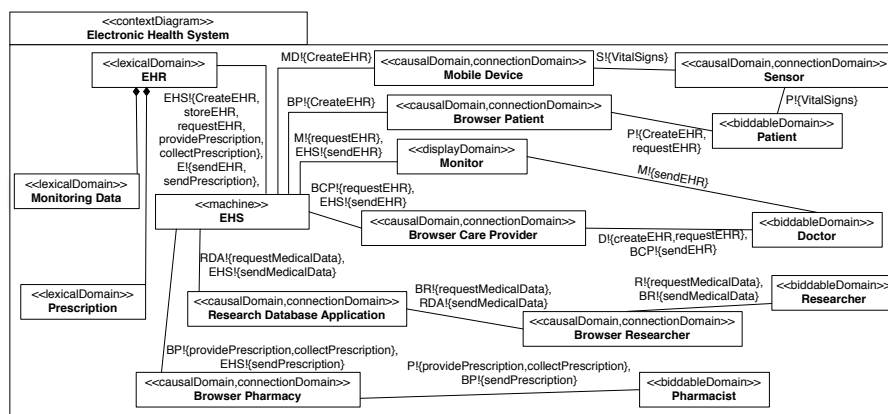 <<contextDiagram>>
Electronic Health System
<<lexicalDomain>>
EHR
MD!{CreateEHR}
<<causalDomain,connectionDomain>>
Mobile Device
S!{VitalSigns}
<<causalDomain,connectionDomain>>
Sensor
EHS!{CreateEHR,
storeEHR,
requestEHR,
providePrescription,
collectPrescription},
E!{sendEHR,
sendPrescription},
BP!{CreateEHR}
<<causalDomain,connectionDomain>>
Browser Patient
P!{VitalSigns}
P!{CreateEHR,
requestEHR}
<<biddableDomain>>
Patient
M!{requestEHR},
EHS!{sendEHR}
<<displayDomain>>
Monitor
M!{sendEHR}
<<lexicalDomain>>
Monitoring Data
<<machine>>
EHS
BCP!{requestEHR},
EHS!{sendEHR}
<<causalDomain,connectionDomain>>
Browser Care Provider
D!{createEHR,requestEHR},
BCP!{sendEHR}
<<biddableDomain>>
Doctor
RDA!{requestMedicalData},
EHS!{sendMedicalData}
<<lexicalDomain>>
Prescription
<<causalDomain,connectionDomain>>
Research Database Application
BR!{requestMedicalData},
RDA!{sendMedicalData}
R!{requestMedicalData},
BR!{sendMedicalData}
<<biddableDomain>>
Researcher
<<causalDomain,connectionDomain>>
Browser Researcher
BP!{providePrescription,collectPrescription},
EHS!{sendPrescription}
<<causalDomain,connectionDomain>>
Browser Pharmacy
P!{providePrescription,collectPrescription},
BP!{sendPrescription}
<<biddableDomain>>
Pharmacist